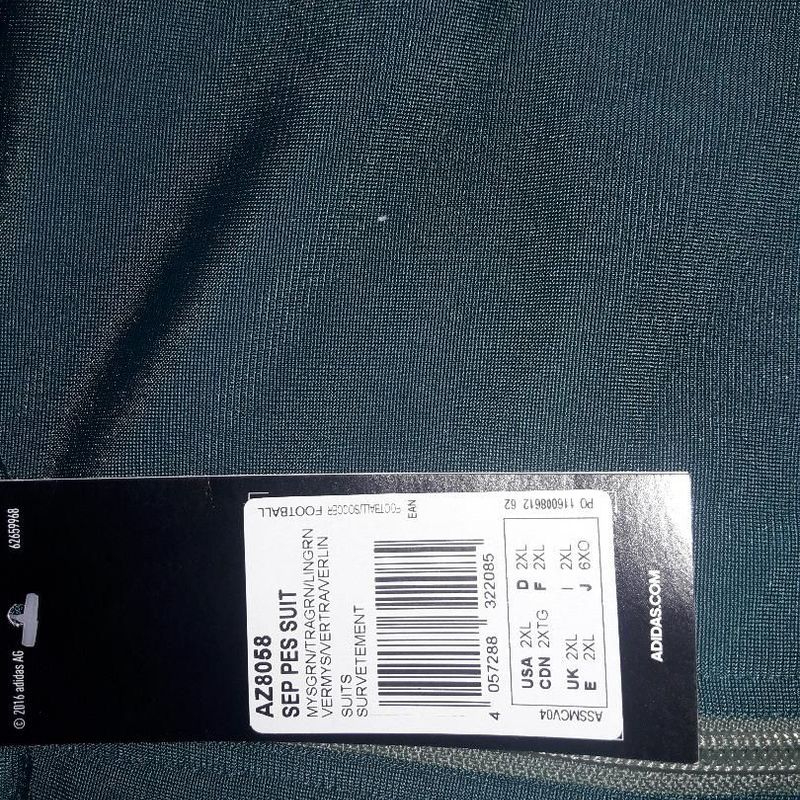 62659968
© 2016 adidas AG
AZ8058
SEP PES SUIT
MYSGRN/TRAGRN/LINGRN
VERMYS/VERTRA/VERLIN
SUITS
SURVETEMENT
FOOTBALL/SOCCER FOOTBALL
EAN
4 057288 322085
USA 2XL D 2XL
CDN 2XTG F 2XL
UK 2XL I 2XL
E 2XL J 6XO
ASSMCV04
PO 116008612 62
ADIDAS.COM